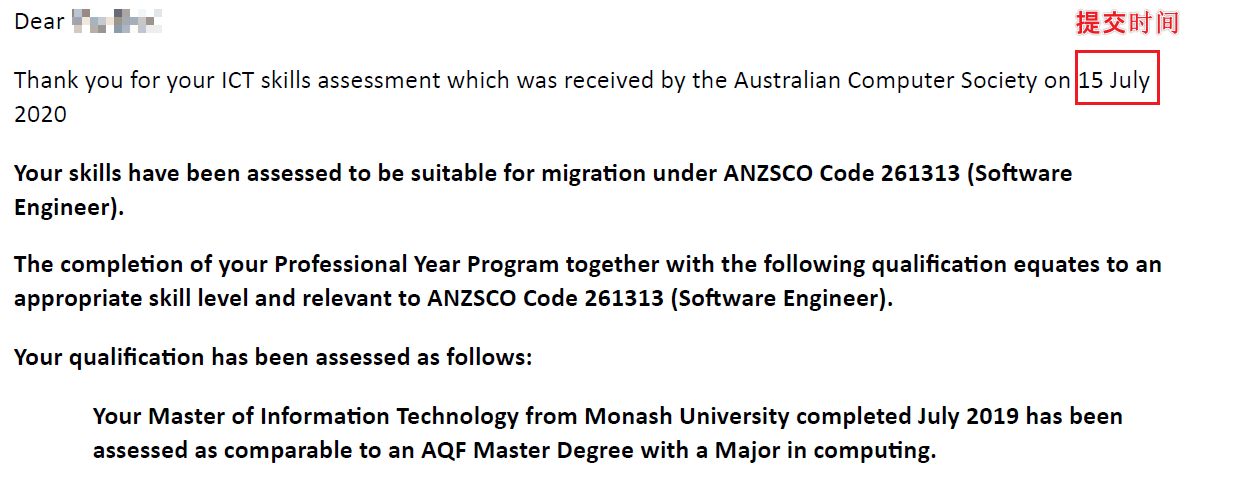 Dear
提交时间
Thank you for your ICT skills assessment which was received by the Australian Computer Society on 15 July
2020
Your skills have been assessed to be suitable for migration under ANZSCO Code 261313 (Software
Engineer).
The completion of your Professional Year Program together with the following qualification equates to an
appropriate skill level and relevant to ANZSCO Code 261313 (Software Engineer).
Your qualification has been assessed as follows:
Your Master of Information Technology from Monash University completed July 2019 has been
assessed as comparable to an AQF Master Degree with a Major in computing.